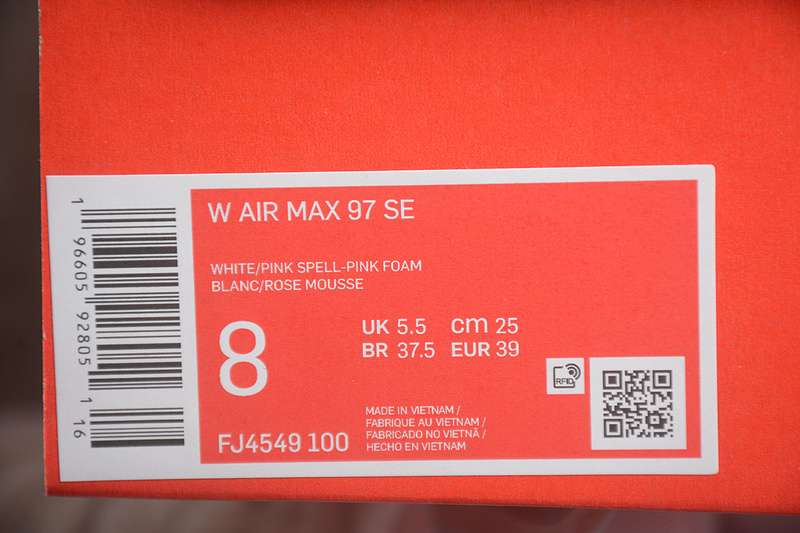 W AIR MAX 97 SE
WHITE/PINK SPELL-PINK FOAM
BLANC/ROSE MOUSSE
8
UK 5.5 cm 25
BR 37.5 EUR 39
RFID
MADE IN VIETNAM /
FABRIQUE AU VIETNAM /
FABRICADO NO VIETNÃ /
HECHO EN VIETNAM
FJ4549 100
1 96605 92805 1 16